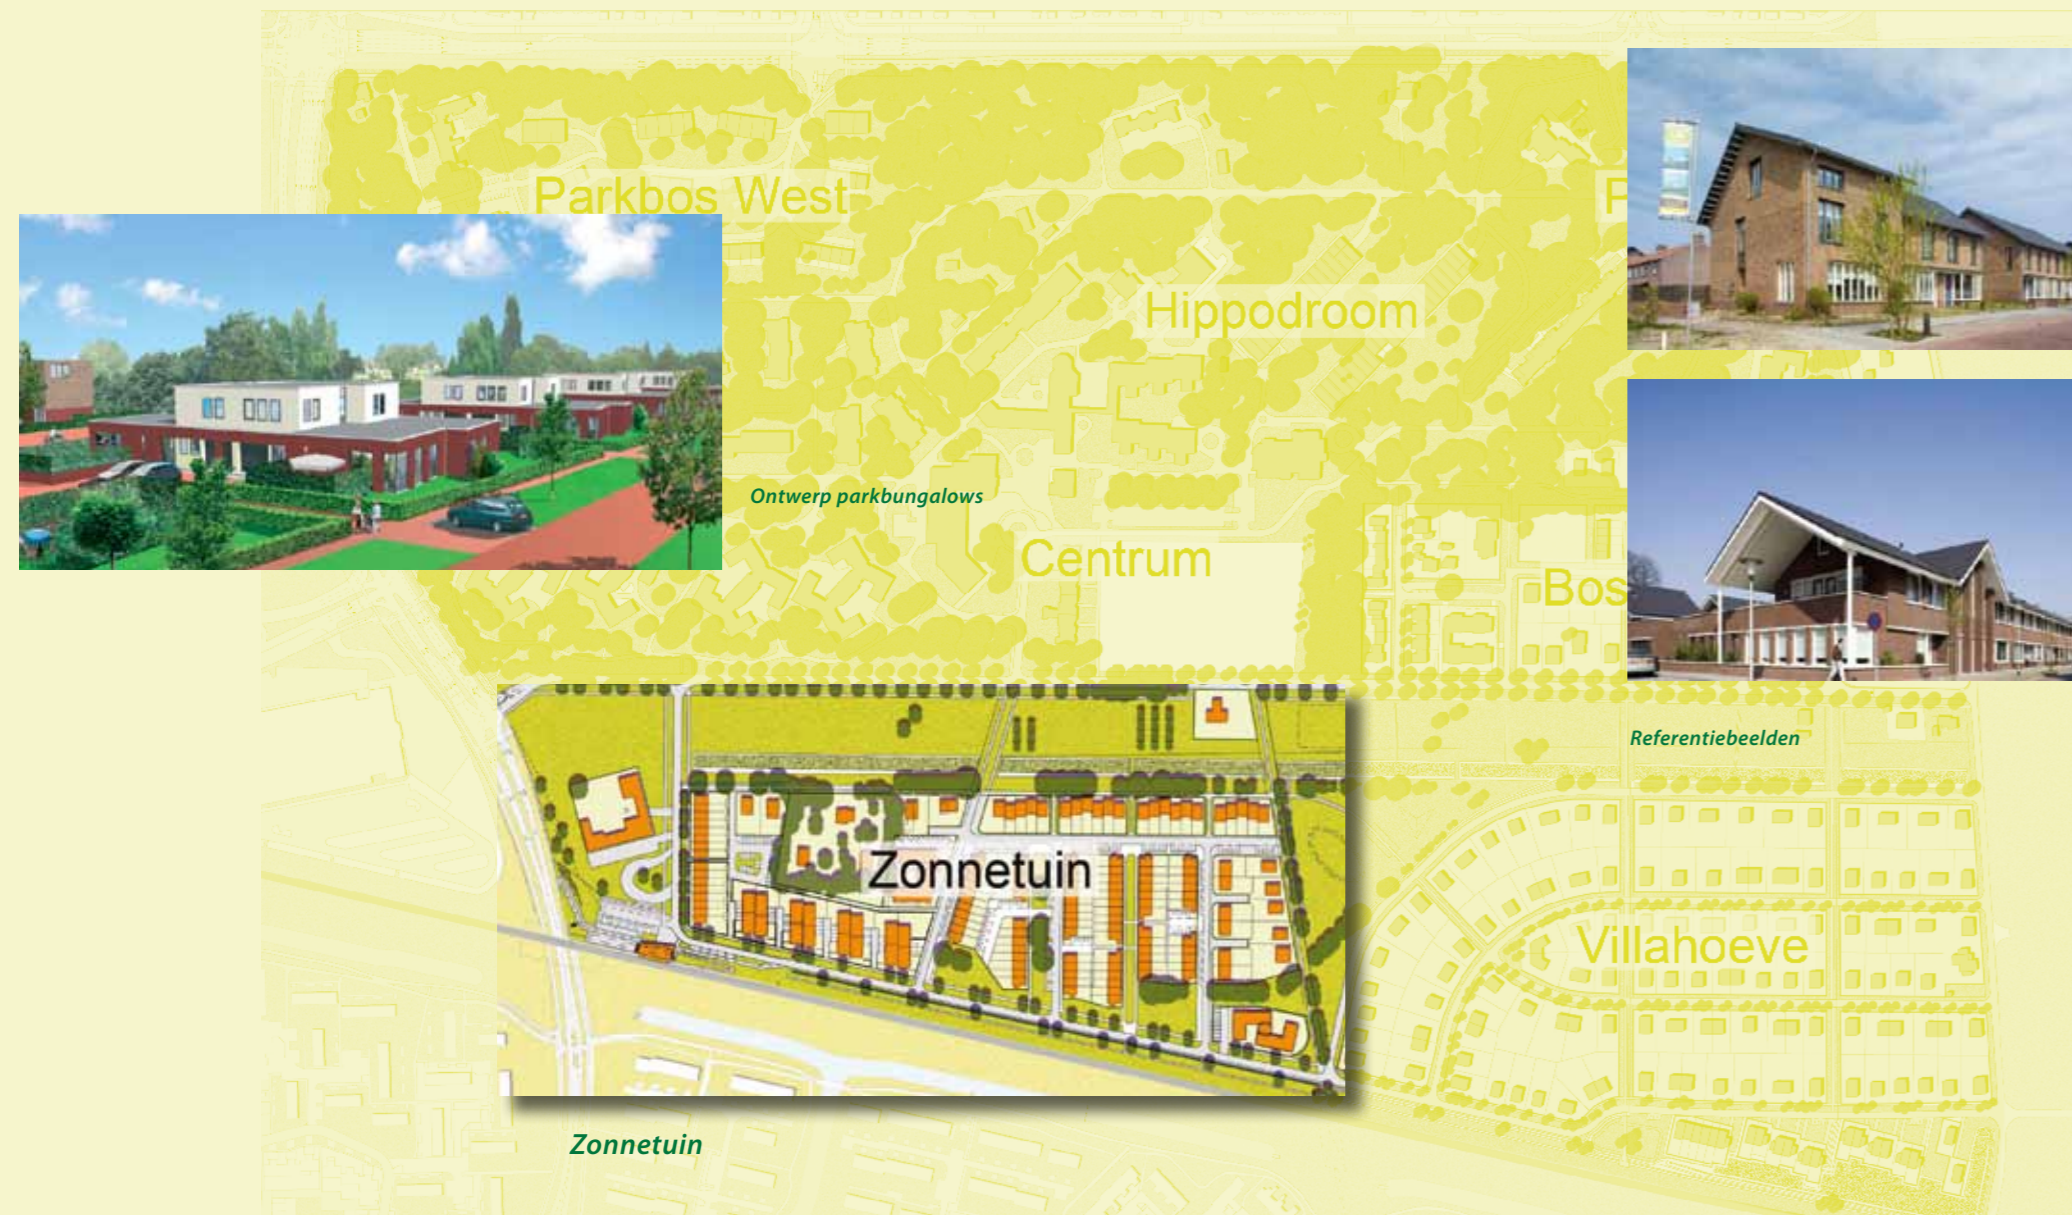 Parkbos West
P
Hippodroom
Ontwerp parkbungalows
Centrum
Bos
Referentiebeelden
Zonnetuin
Villahoeve
Zonnetuin